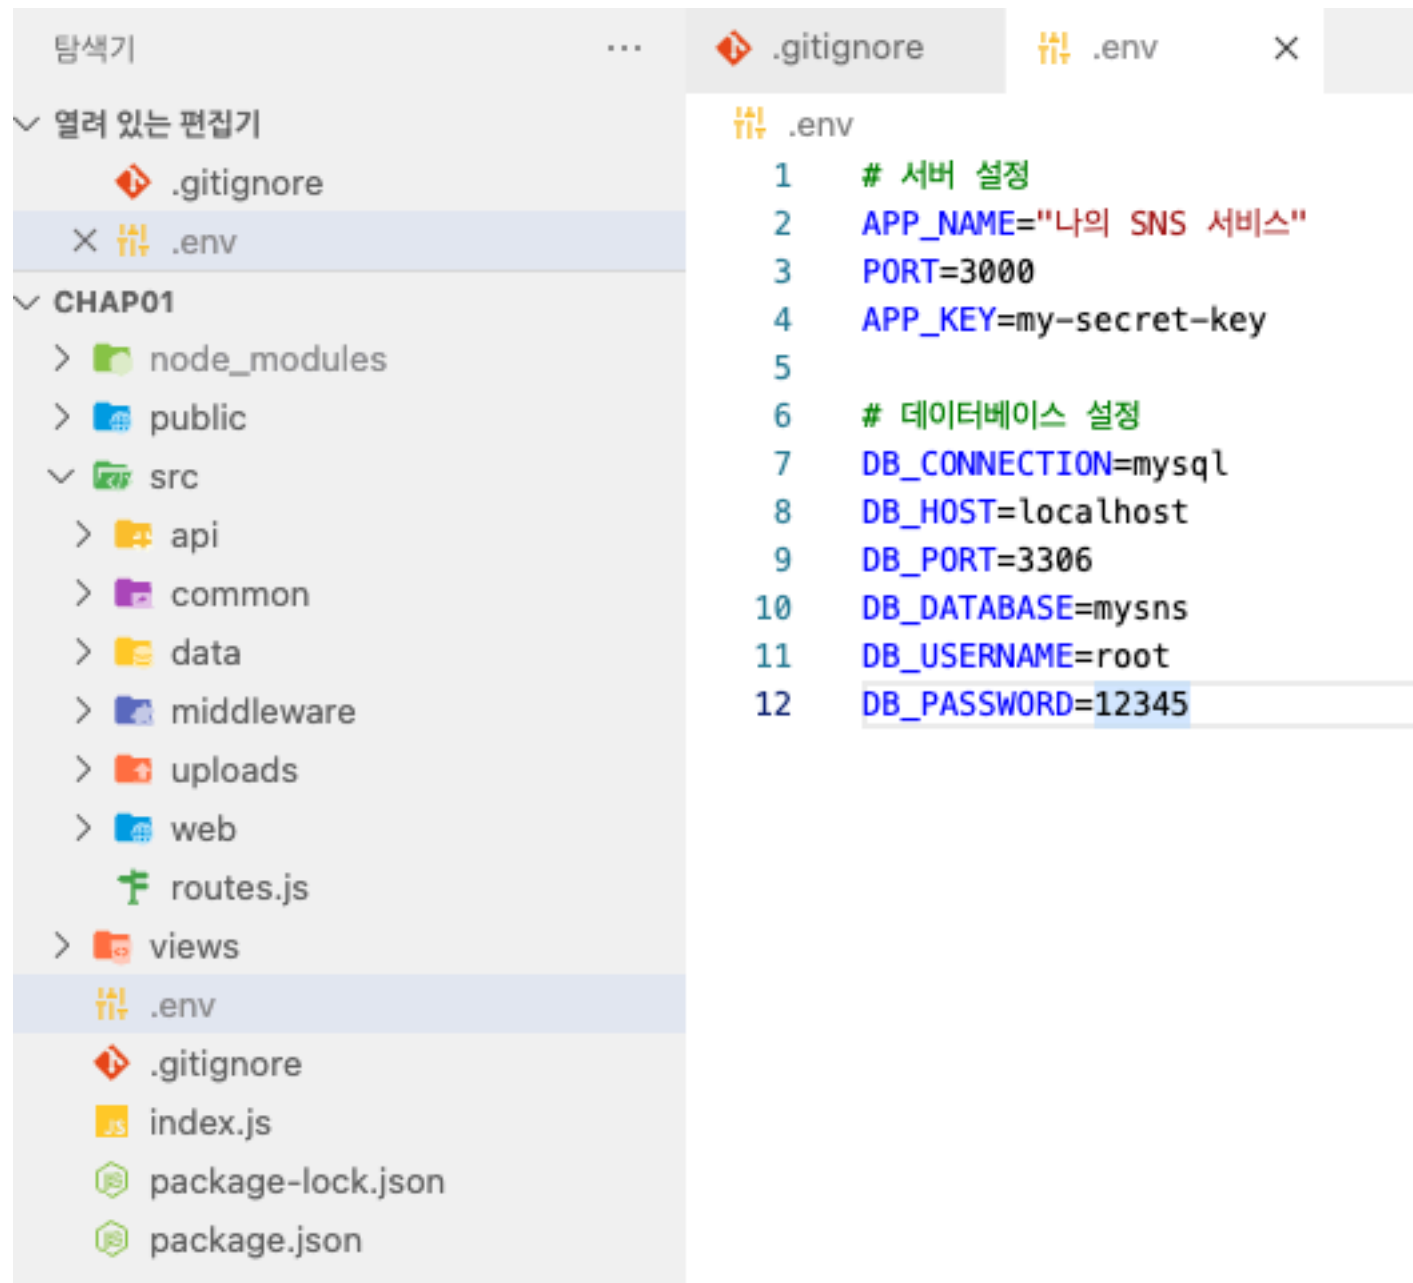 탐색기 ...
열려 있는 편집기
.gitignore
.env
CHAP01
node_modules
public
src
api
common
data
middleware
uploads
web
routes.js
views
.env
.gitignore
index.js
package-lock.json
package.json
.gitignore .env
.env
1 # 서버 설정
2 APP_NAME="나의 SNS 서비스"
3 PORT=3000
4 APP_KEY=my-secret-key
5
6 # 데이터베이스 설정
7 DB_CONNECTION=mysql
8 DB_HOST=localhost
9 DB_PORT=3306
10 DB_DATABASE=mysns
11 DB_USERNAME=root
12 DB_PASSWORD=12345